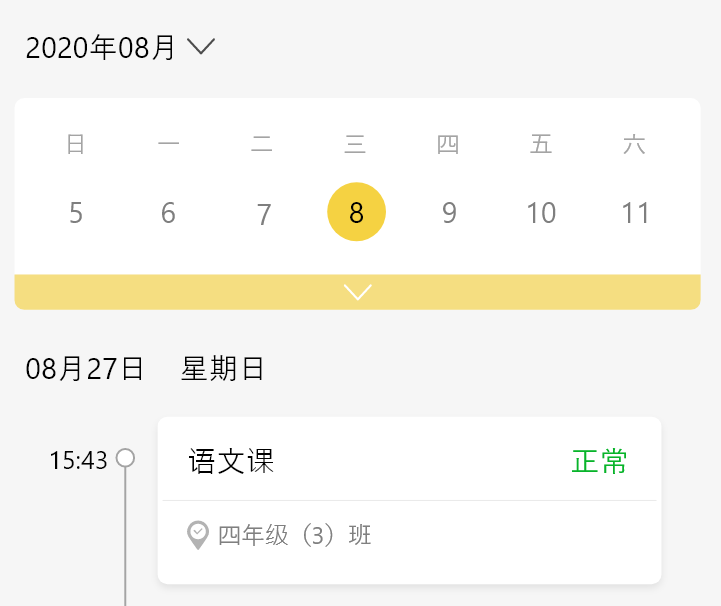 2020年08月
日 一 二 三 四 五 六
5 6 7 8 9 10 11
08月27日 星期日
15:43 语文课 正常
四年级（3）班